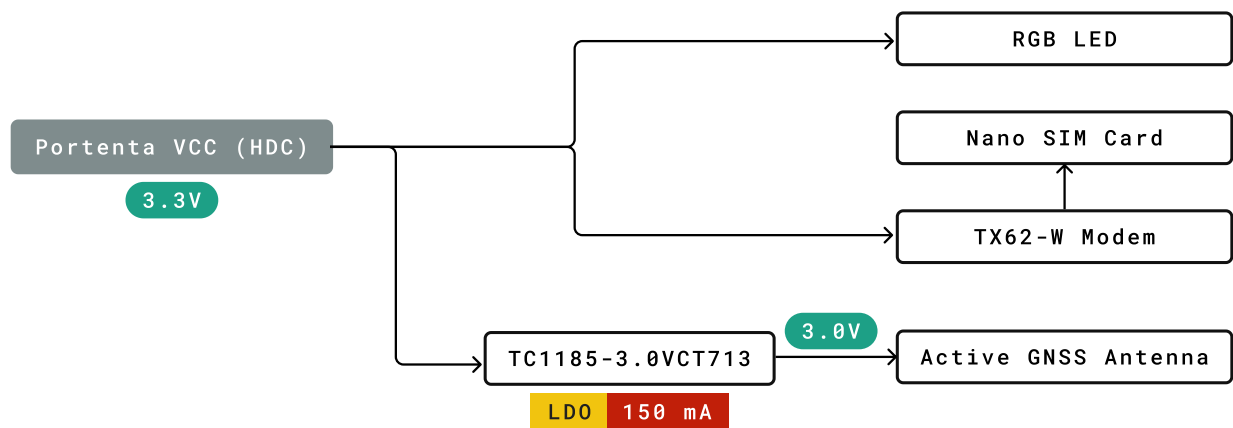 RGB LED
Nano SIM Card
Portenta VCC (HDC)
3.3V
TX62-W Modem
3.0V
TC1185-3.0VCT713
Active GNSS Antenna
LDO 150 mA